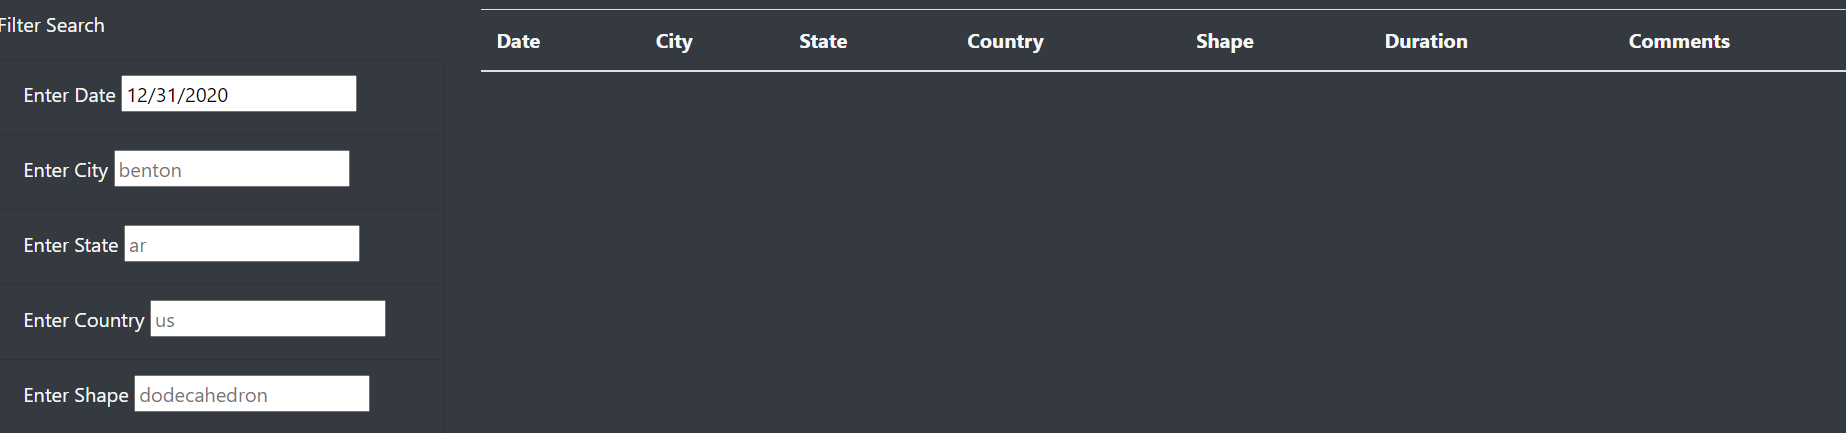 Filter Search
Date City State Country Shape Duration Comments
Enter Date 12/31/2020
Enter City benton
Enter State ar
Enter Country us
Enter Shape dodecahedron